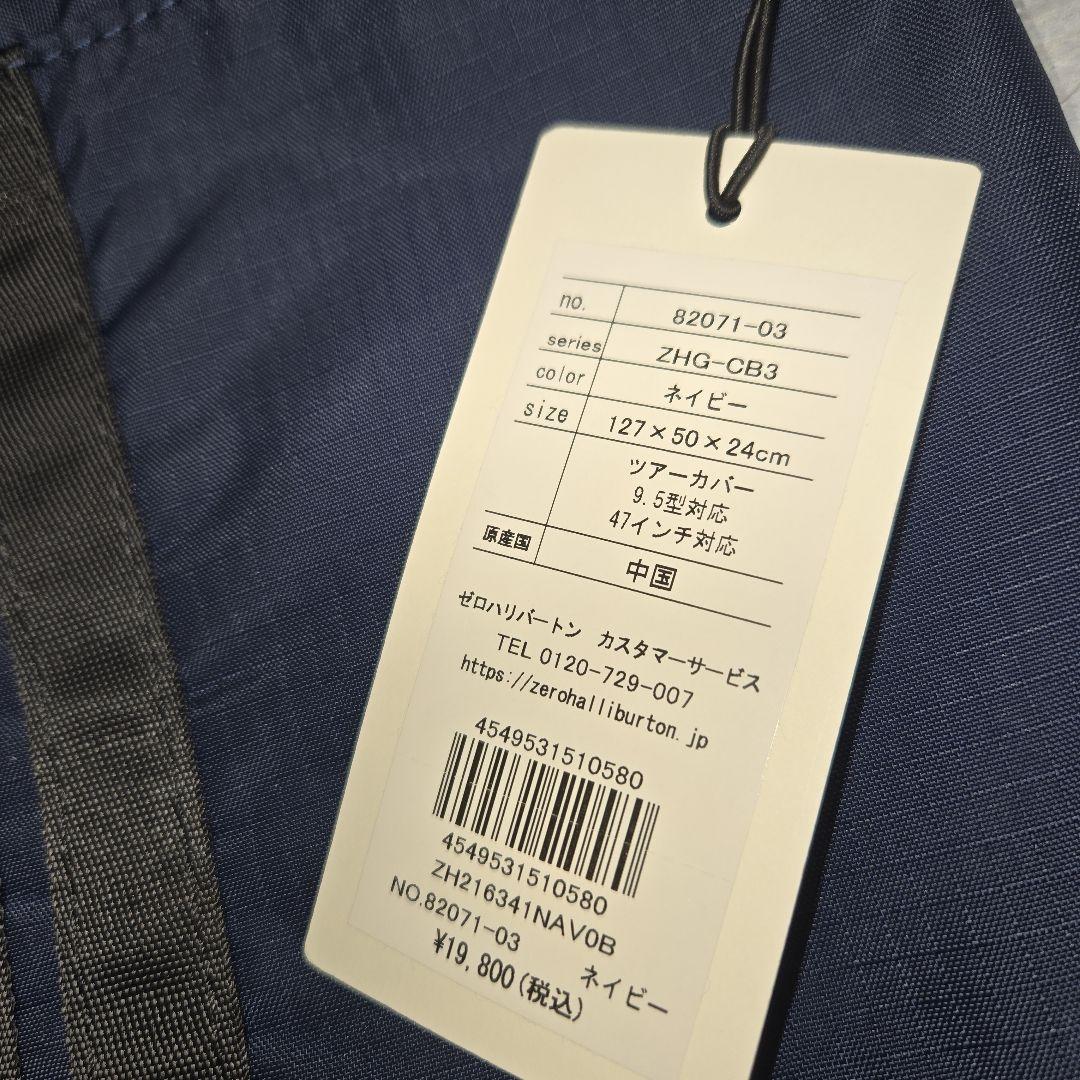 no. 82071-03
series ZHG-CB3
color ネイビー
size 127×50×24cm
ツアーカバー
9.5型対応
47インチ対応
原産国 中国
ゼロハリバートン カスタマーサービス
TEL 0120-729-007
https://zerohalliburton.jp
4549531510580
4549531510580
ZH216341NAV0B
NO.82071-03 ネイビー
¥19,800(税込)